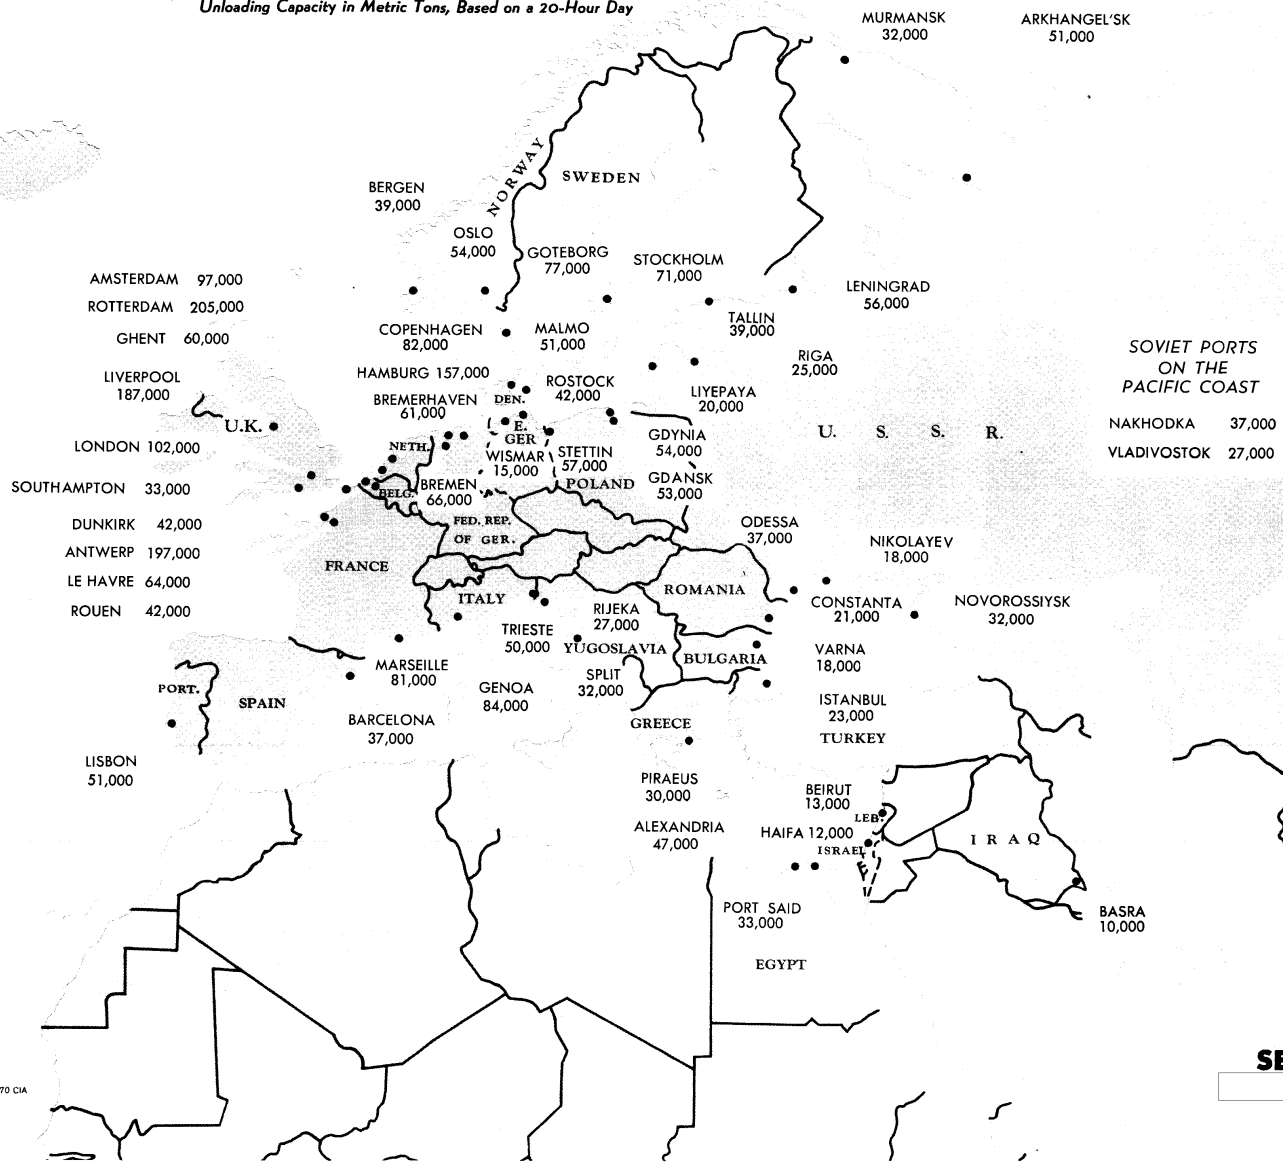 Unloading Capacity in Metric Tons, Based on a 20-Hour Day
MURMANSK
32,000
ARKHANGEL'SK
51,000
NORWAY
SWEDEN
BERGEN
39,000
OSLO
54,000
GOTEBORG
77,000
STOCKHOLM
71,000
AMSTERDAM 97,000
ROTTERDAM 205,000
GHENT 60,000
LENINGRAD
56,000
TALLIN
39,000
COPENHAGEN
82,000
MALMO
51,000
RIGA
25,000
SOVIET PORTS
ON THE
PACIFIC COAST
NAKHODKA 37,000
VLADIVOSTOK 27,000
LIVERPOOL
187,000
HAMBURG 157,000
ROSTOCK
42,000
LIYEPAYA
20,000
BREMERHAVEN
61,000
DEN.
U.K.
E.
GER
U. S. S. R.
LONDON 102,000
NETH.
WISMAR
15,000
STETTIN
57,000
GDYNIA
54,000
SOUTHAMPTON 33,000
BELG.
BREMEN
66,000
POLAND
GDANSK
53,000
DUNKIRK 42,000
FED. REP.
OF GER.
ODESSA
37,000
NIKOLAYEV
18,000
ANTWERP 197,000
FRANCE
LE HAVRE 64,000
ROUEN 42,000
ITALY
RIJEKA
27,000
ROMANIA
CONSTANTA
21,000
NOVOROSSIYSK
32,000
TRIESTE
50,000
YUGOSLAVIA
BULGARIA
VARNA
18,000
MARSEILLE
81,000
SPLIT
32,000
PORT.
SPAIN
GENOA
84,000
ISTANBUL
23,000
BARCELONA
37,000
GREECE
TURKEY
LISBON
51,000
PIRAEUS
30,000
BEIRUT
13,000
LEB.
ALEXANDRIA
47,000
HAIFA 12,000
ISRAEL
IRAQ
PORT SAID
33,000
BASRA
10,000
EGYPT
SE
70 CIA